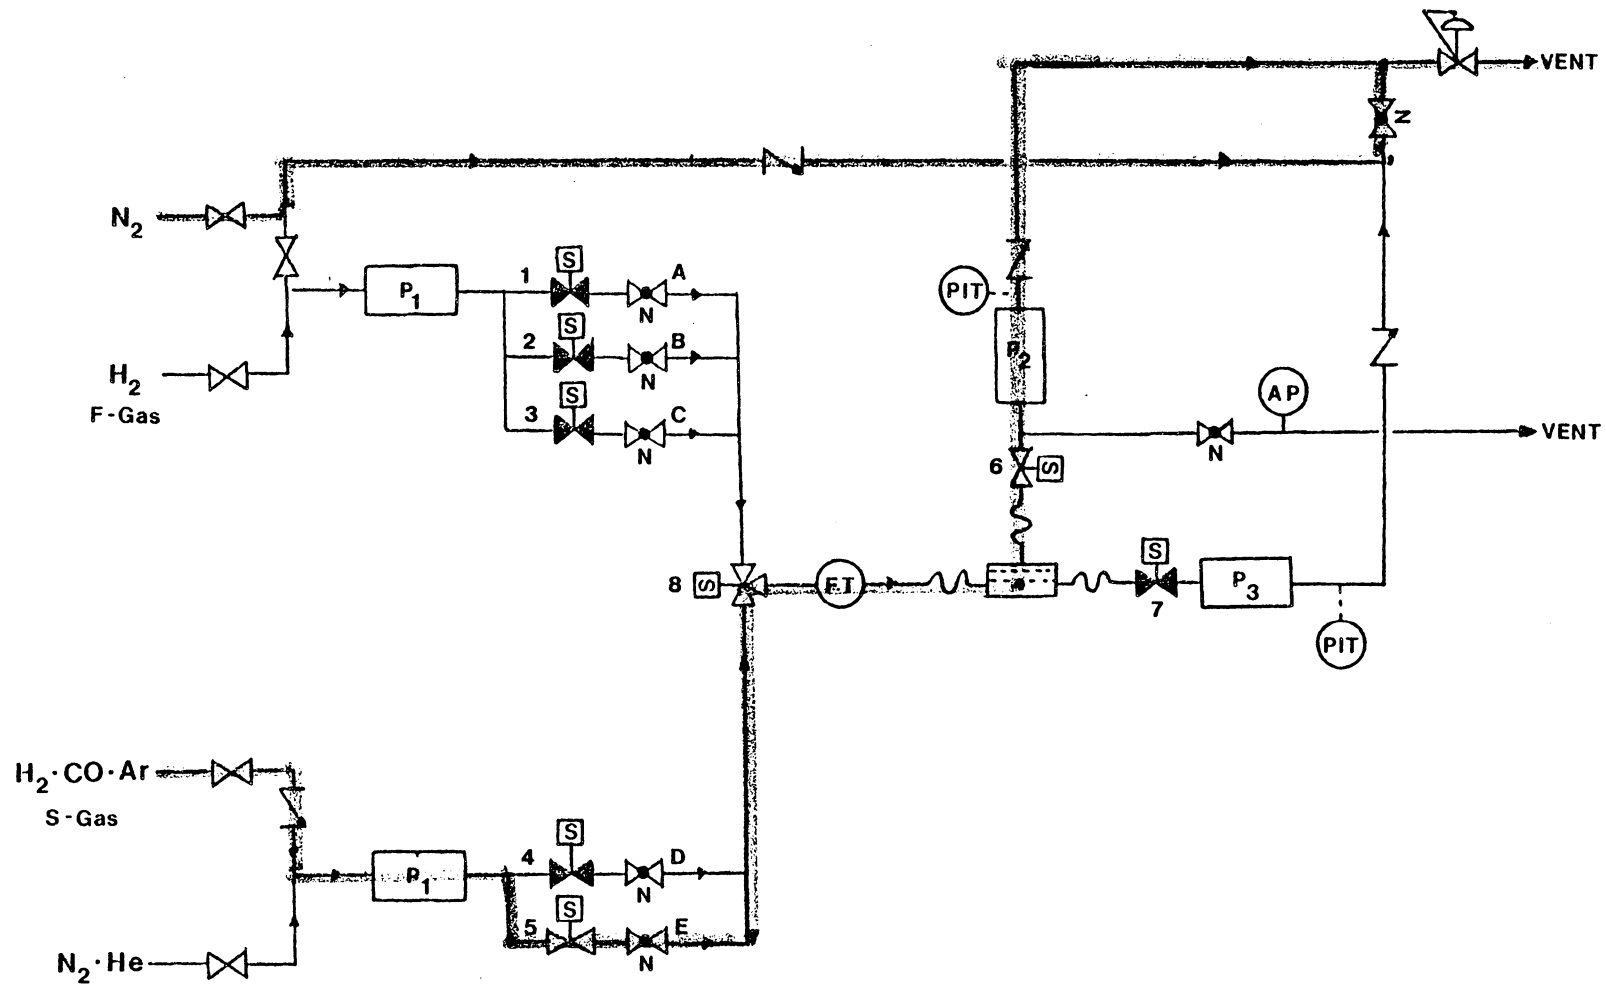 VENT
N
N2
S
1
A
P1
N
PIT
S
2
B
H2
N
P2
F-Gas
S
AP
3
C
N
N
VENT
6
S
S
8
S
FT
P3
7
PIT
H2·CO·Ar
S-Gas
S
4
D
P1
N
S
5
E
N2·He
N